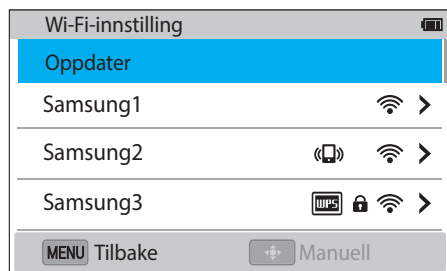 Wi-Fi-innstilling
Oppdater
Samsung1
Samsung2
Samsung3 WPS
MENU Tilbake Manuell